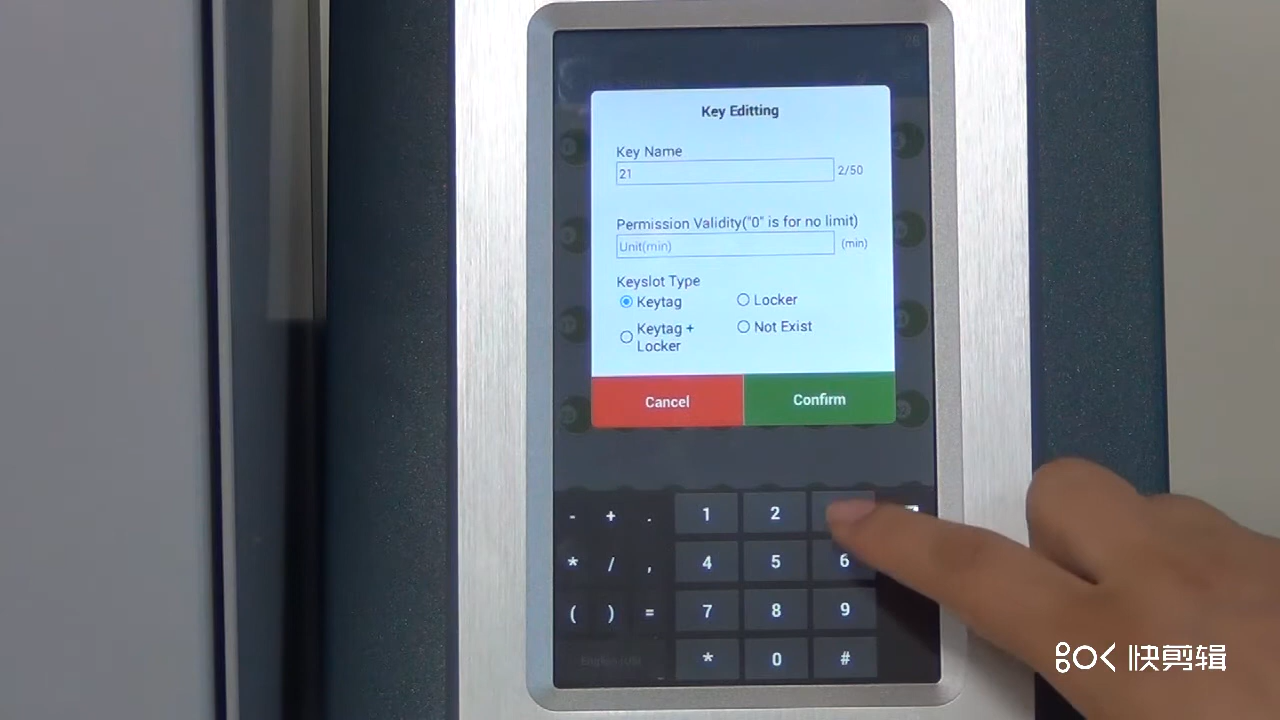 Key Editting
Key Name
21 2/50
Permission Validity("0" is for no limit)
Unit(min) (min)
Keyslot Type
Keytag Locker
Keytag + Not Exist
Locker
Cancel Confirm
- + . 1 2
* / , 4 5 6
( ) = 7 8 9
* 0 #
快剪辑